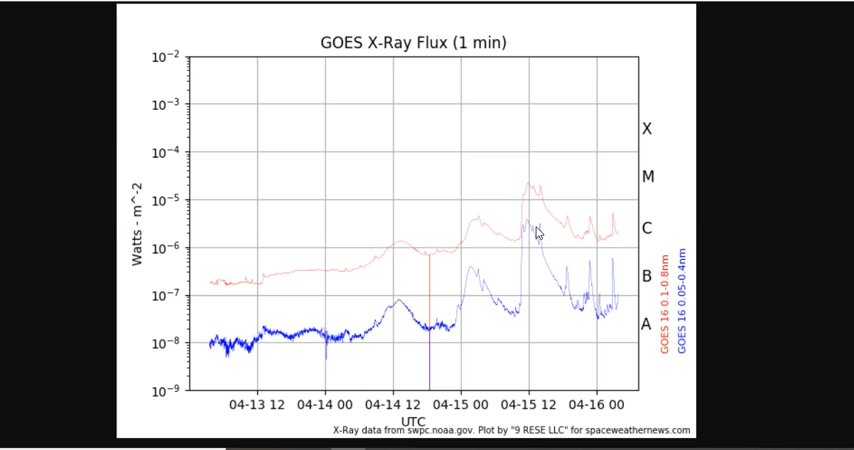 GOES X-Ray Flux (1 min)
10⁻²
10⁻³
10⁻⁴
10⁻⁵
10⁻⁶
10⁻⁷
10⁻⁸
10⁻⁹
Watts - m^-2
X
M
C
B
A
GOES 16 0.1-0.8nm
GOES 16 0.05-0.4nm
04-13 12
04-14 00
04-14 12
04-15 00
04-15 12
04-16 00
UTC
X-Ray data from swpc.noaa.gov. Plot by "9 RESE LLC" for spaceweathernews.com